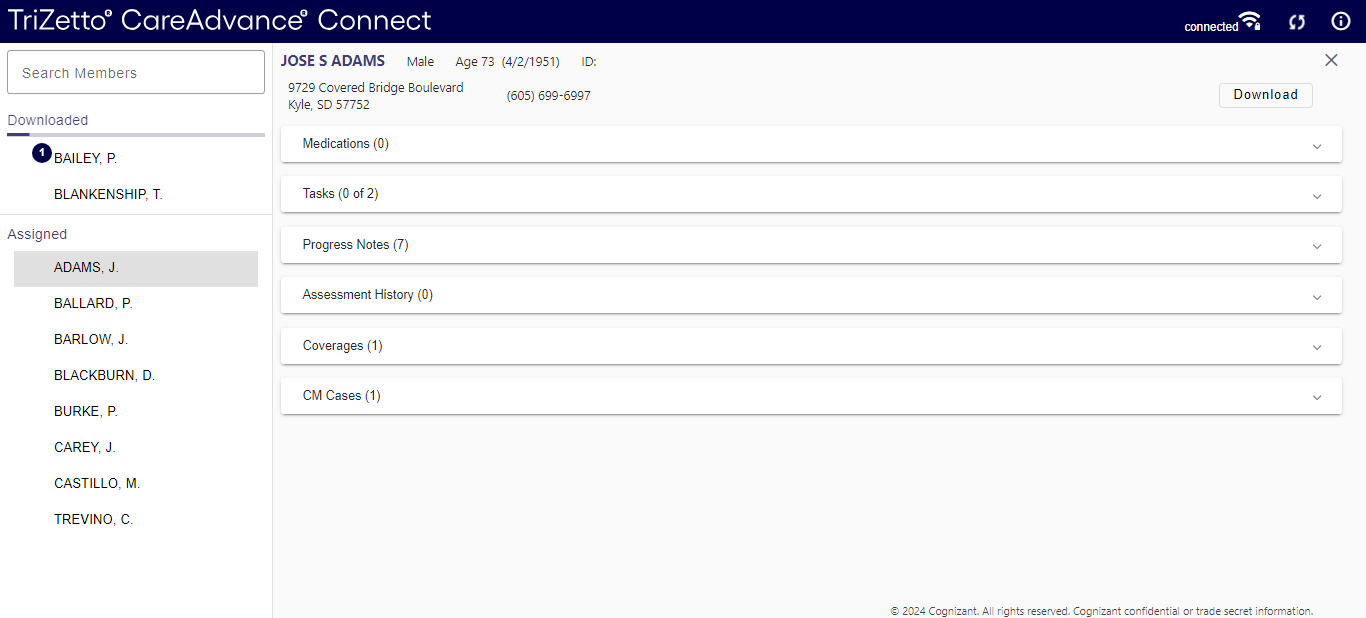 TriZetto® CareAdvance® Connect
connected
Search Members
Downloaded
1 BAILEY, P.
BLANKENSHIP, T.
Assigned
ADAMS, J.
BALLARD, P.
BARLOW, J.
BLACKBURN, D.
BURKE, P.
CAREY, J.
CASTILLO, M.
TREVINO, C.
JOSE S ADAMS Male Age 73 (4/2/1951) ID:
9729 Covered Bridge Boulevard
Kyle, SD 57752
(605) 699-6997
Download
Medications (0)
Tasks (0 of 2)
Progress Notes (7)
Assessment History (0)
Coverages (1)
CM Cases (1)
© 2024 Cognizant. All rights reserved. Cognizant confidential or trade secret information.